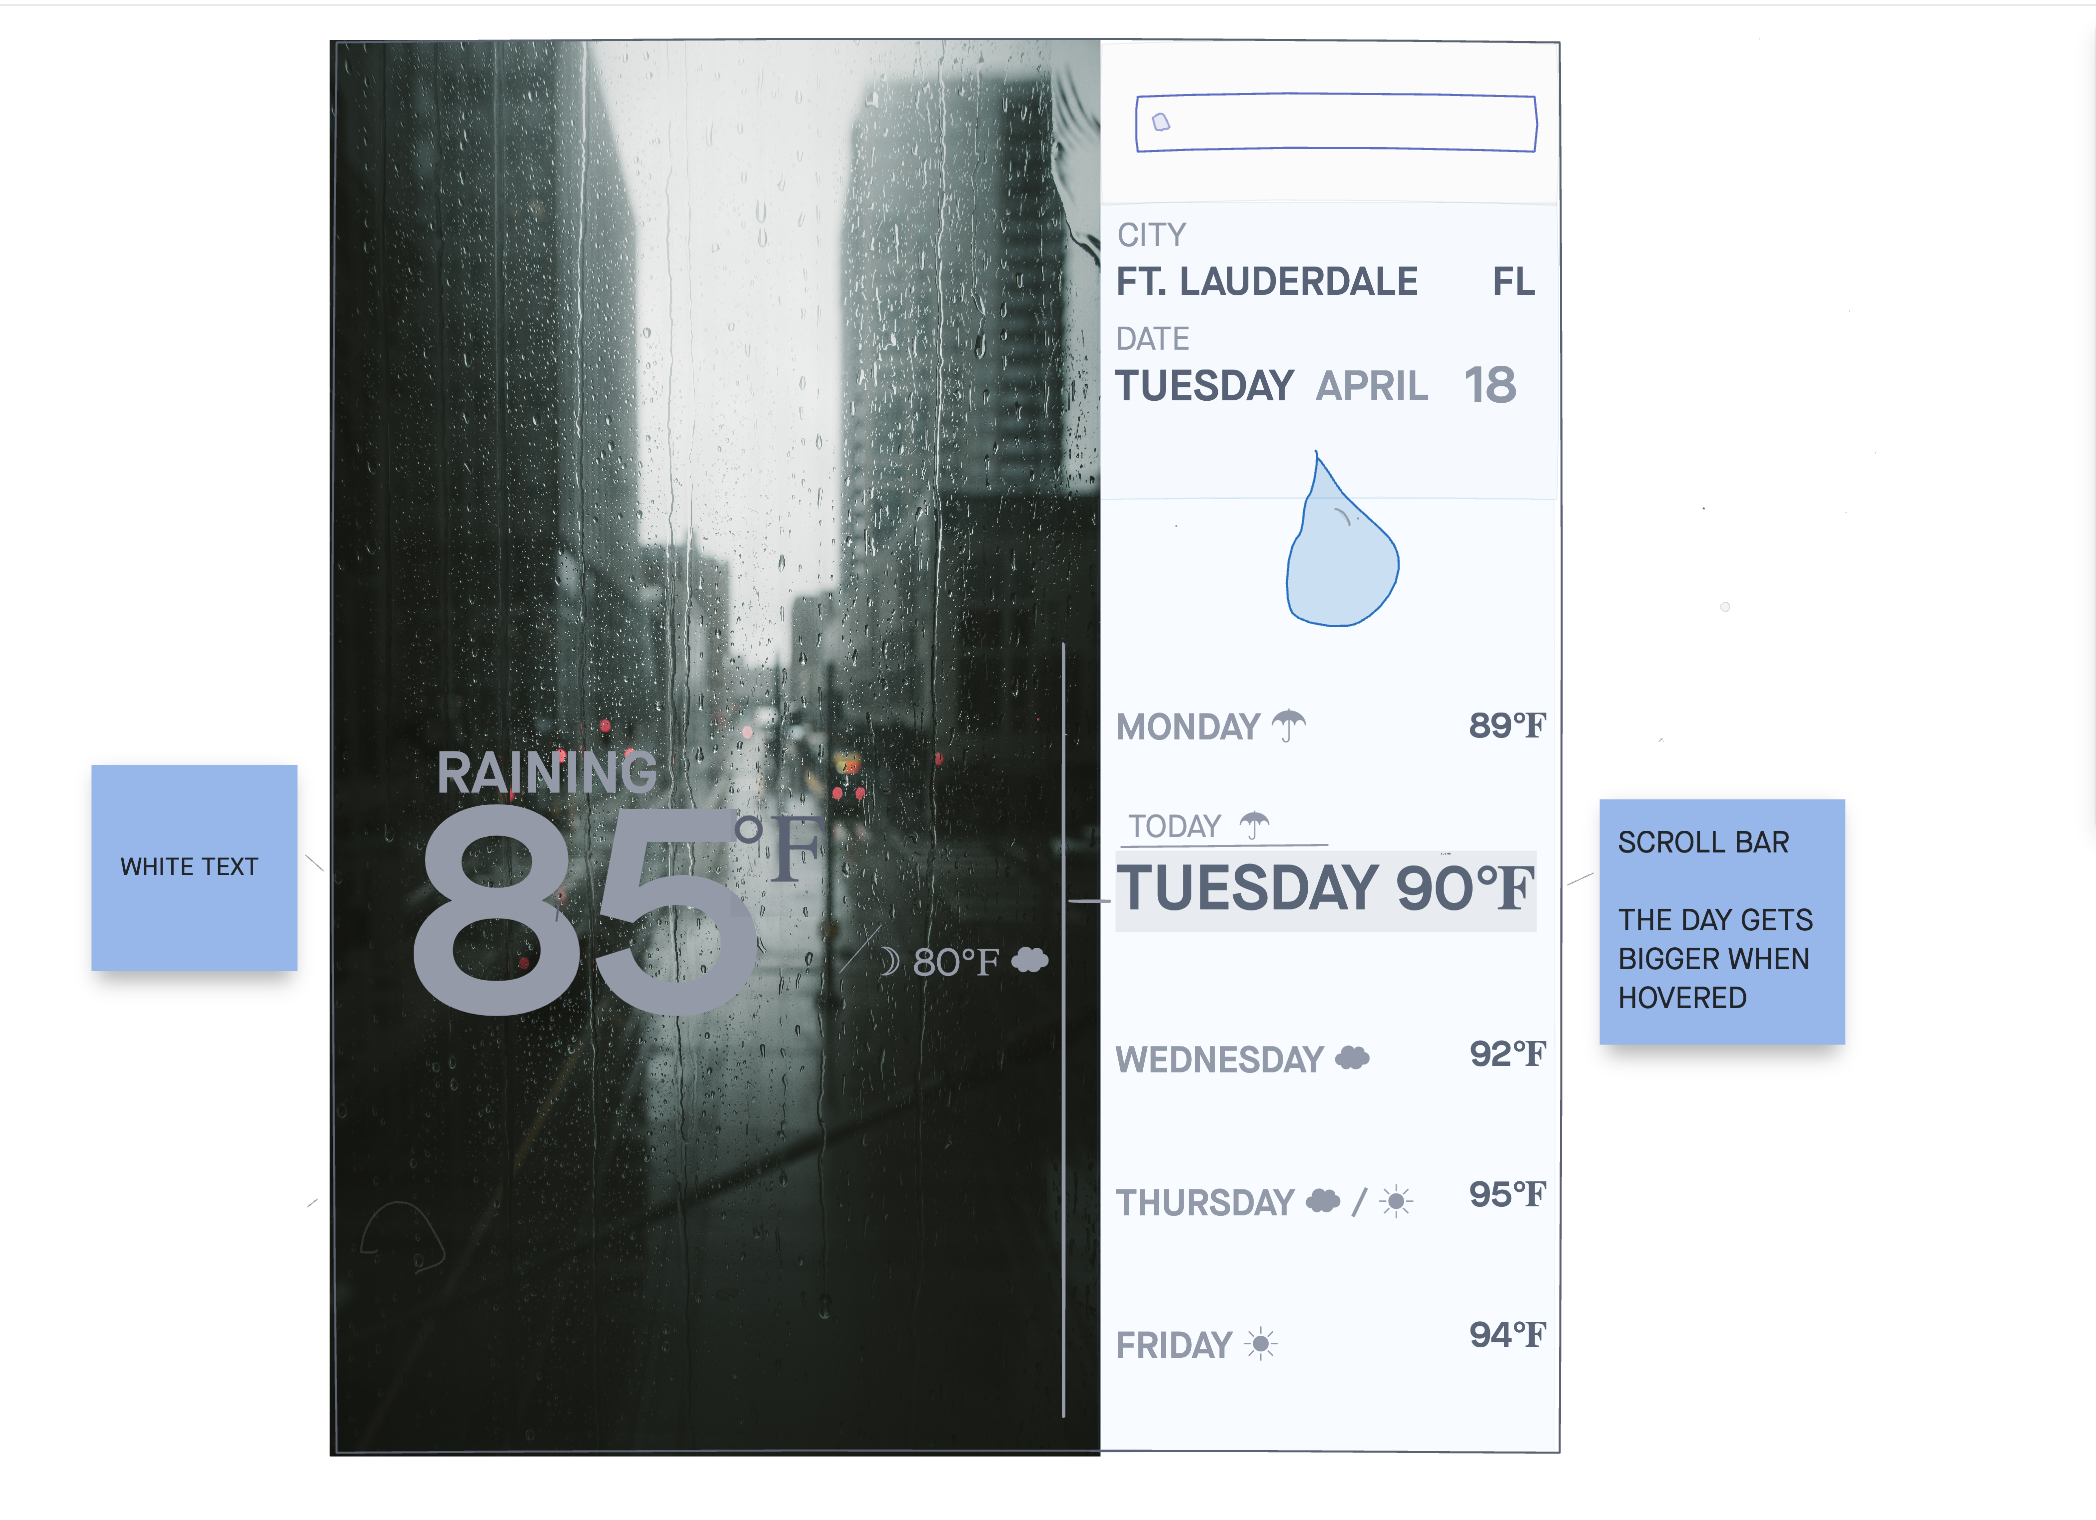 WHITE TEXT
RAINING
85°F
80°F
CITY
FT. LAUDERDALE FL
DATE
TUESDAY APRIL 18
MONDAY 89°F
TODAY
TUESDAY 90°F
WEDNESDAY 92°F
THURSDAY / 95°F
FRIDAY 94°F
SCROLL BAR
THE DAY GETS
BIGGER WHEN
HOVERED